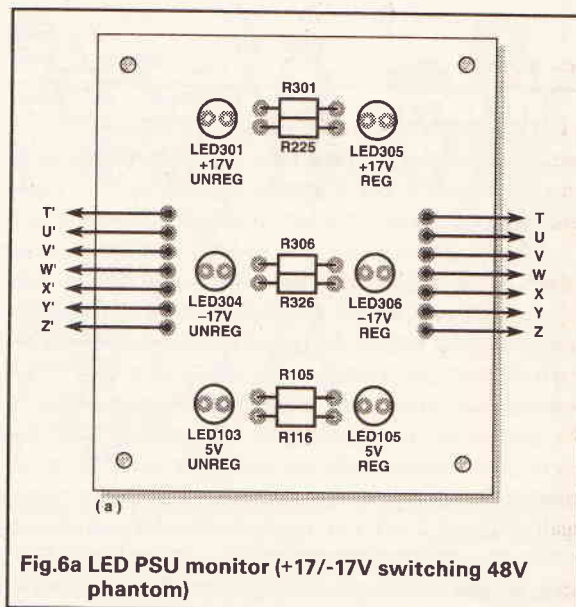 R301
R225
LED301
+17V
UNREG
LED305
+17V
REG
T'
U'
V'
W'
X'
Y'
Z'
T
U
V
W
X
Y
Z
R306
R326
LED304
–17V
UNREG
LED306
–17V
REG
R105
R116
LED103
5V
UNREG
LED105
5V
REG
(a)
Fig.6a LED PSU monitor (+17/-17V switching 48V
phantom)